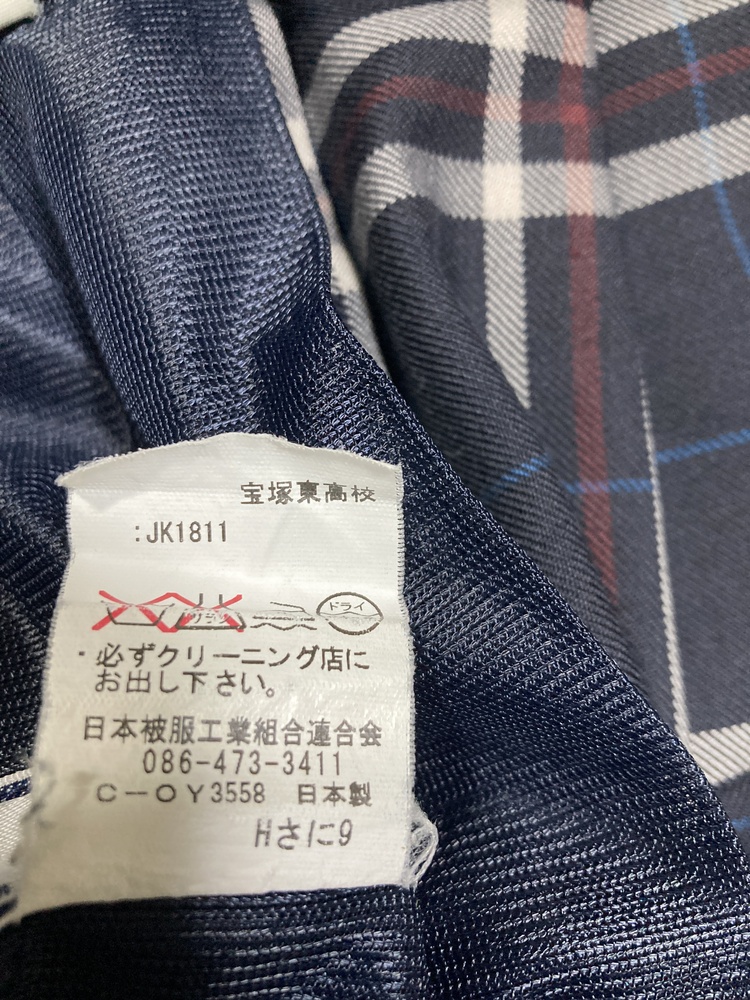 宝塚東高校
:JK1811
ドライ
・必ずクリーニング店に
お出し下さい。
日本被服工業組合連合会
086-473-3411
C-OY3558 日本製
Hさに9